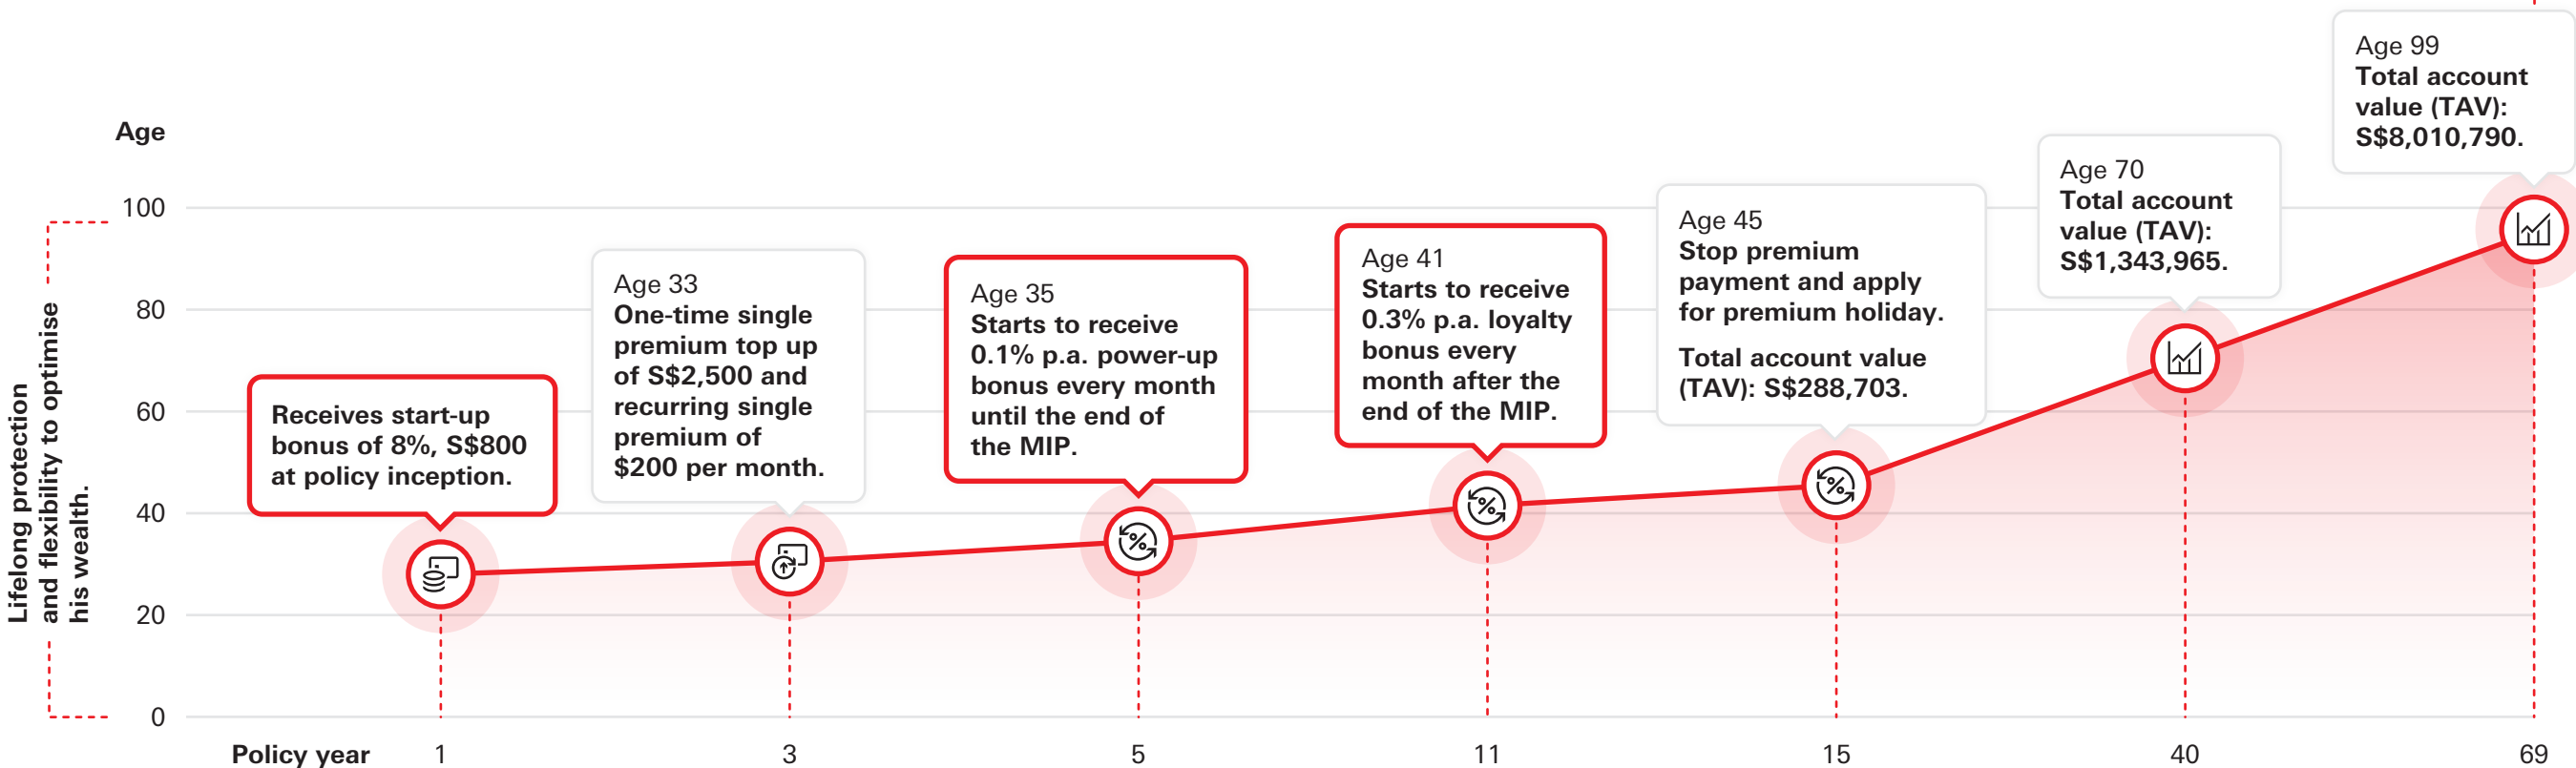 Age 99
Total account
value (TAV):
S$8,010,790.
Age
Age 70
Total account
value (TAV):
S$1,343,965.
100
Age 45
Stop premium
payment and apply
for premium holiday.
Total account value
(TAV): S$288,703.
Age 41
Starts to receive
0.3% p.a. loyalty
bonus every
month after the
end of the MIP.
Age 33
One-time single
premium top up
of S$2,500 and
recurring single
premium of
$200 per month.
Age 35
Starts to receive
0.1% p.a. power-up
bonus every month
until the end of
the MIP.
80
Receives start-up
bonus of 8%, S$800
at policy inception.
60
Lifelong protection
and flexibility to optimise
his wealth.
40
20
0
Policy year 1 3 5 11 15 40 69